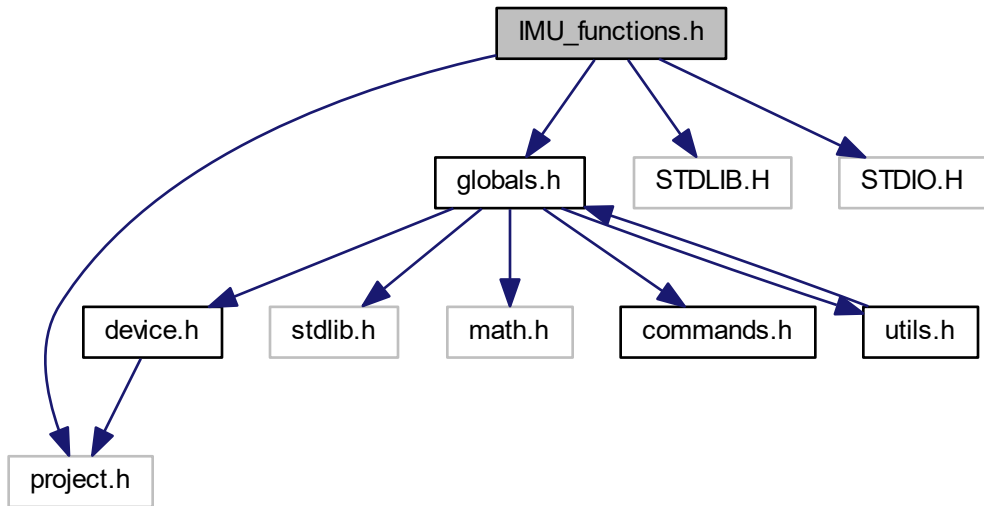 IMU_functions.h
globals.h
STDLIB.H
STDIO.H
device.h
stdlib.h
math.h
commands.h
utils.h
project.h